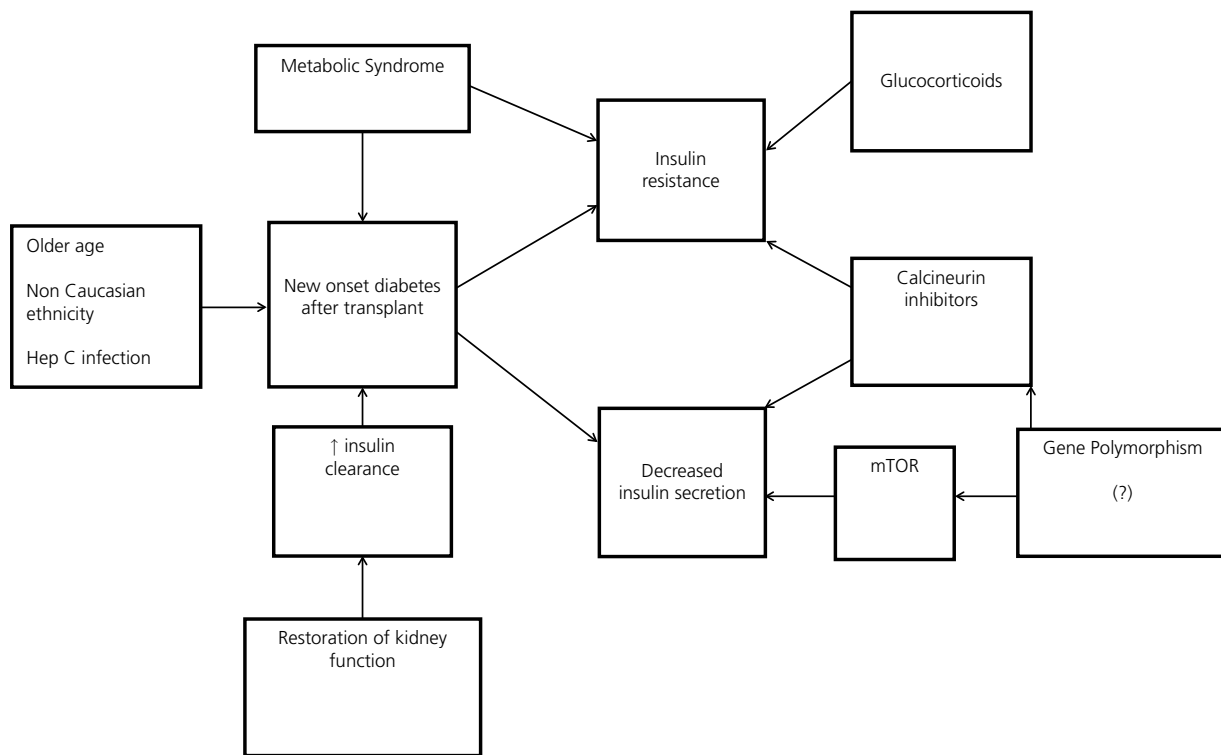 Metabolic Syndrome
Glucocorticoids
Insulin
resistance
Older age
Non Caucasian
ethnicity
Hep C infection
New onset diabetes
after transplant
Calcineurin
inhibitors
↑ insulin
clearance
Decreased
insulin secretion
mTOR
Gene Polymorphism
(?)
Restoration of kidney
function